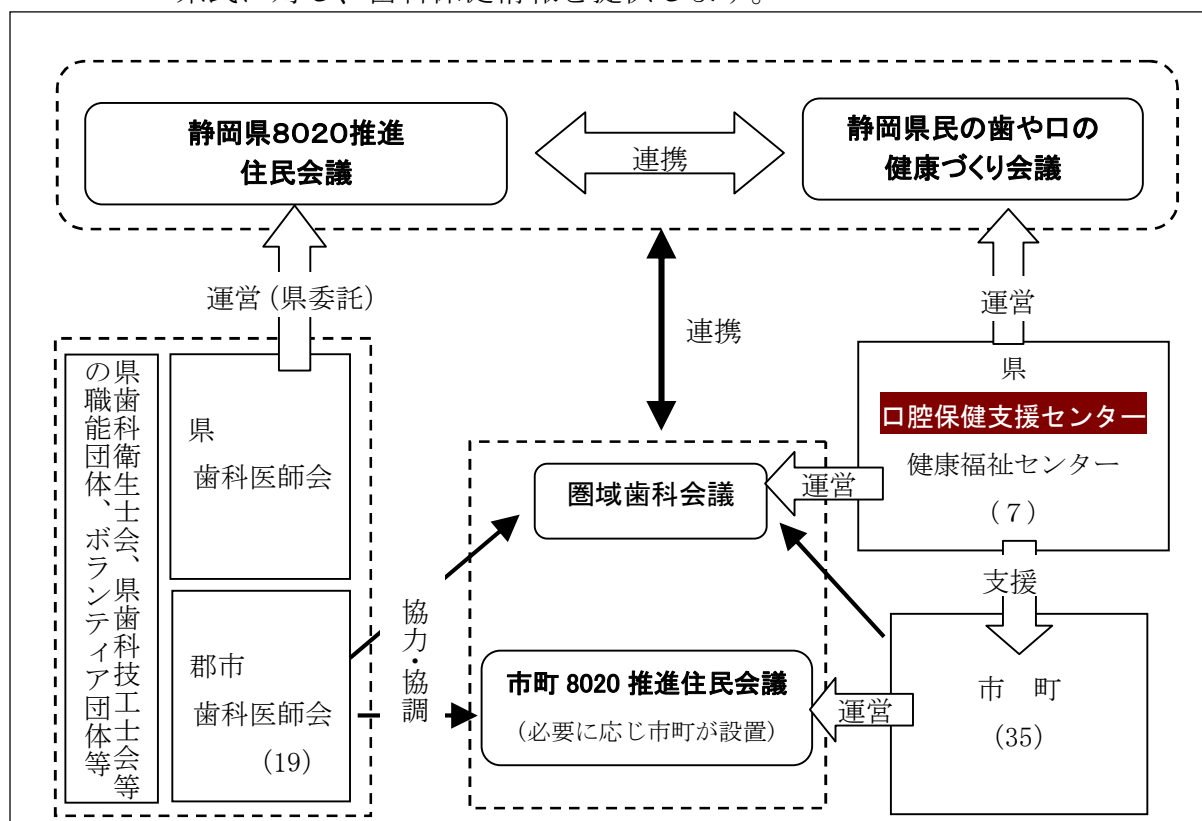 静岡県8020推進
住民会議
連携
静岡県民の歯や口の
健康づくり会議
運営(県委託)
連携
運営
県歯科衛生士会、県歯科技工士会等
の職能団体、ボランティア団体等
県
歯科医師会
郡市
歯科医師会
(19)
協力・協調
圏域歯科会議
運営
県
口腔保健支援センター
健康福祉センター
(7)
支援
市町 8020 推進住民会議
(必要に応じ市町が設置)
運営
市 町
(35)